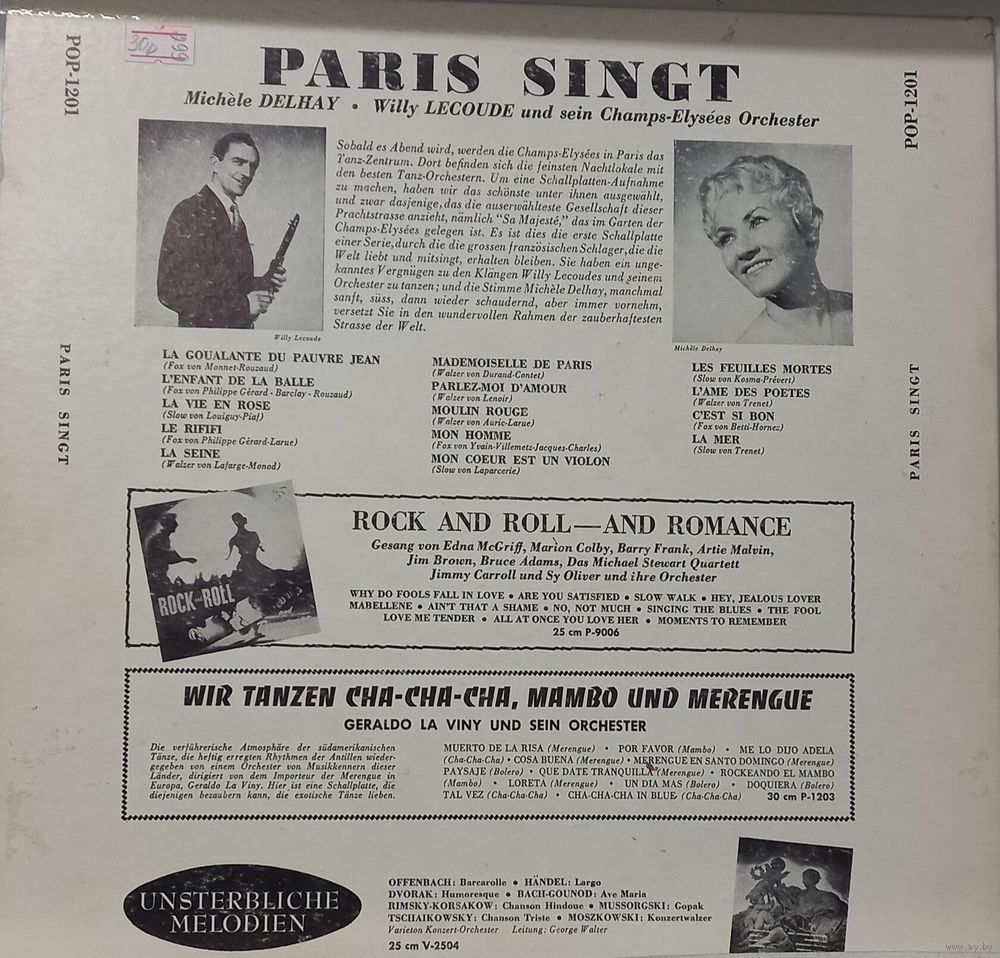 POP-1201
30p
666
PARIS SINGT
Michèle DELHAY • Willy LECOUDE und sein Champs-Elysées Orchester
POP-1201
Sobald es Abend wird, werden die Champs-Elysées in Paris das
Tanz-Zentrum. Dort befinden sich die feinsten Nachtlokale mit
den besten Tanz-Orchestern. Um eine Schallplatten-Aufnahme
zu machen, haben wir das schönste unter ihnen ausgewählt,
und zwar dasjenige, das die auserwählteste Gesellschaft dieser
Prachtstrasse anzieht, nämlich "Sa Majesté," das im Garten der
Champs-Elysées gelegen ist. Es ist dies die erste Schallplatte
einer Serie, durch die die grossen französischen Schlager, die die
Welt liebt und mitsingt, erhalten bleiben. Sie haben ein unge-
kanntes Vergnügen zu den Klängen Willy Lecoudes und seinem
Orchester zu tanzen; und die Stimme Michèle Delhay, manchmal
sanft, süss, dann wieder schaudernd, aber immer vornehm,
versetzt Sie in den wundervollen Rahmen der zauberhaftesten
Strasse der Welt.
Willy Lecoude
Michèle Delhay
PARIS SINGT
LA GOUALANTE DU PAUVRE JEAN
(Fox von Monnet-Rouzaud)
L'ENFANT DE LA BALLE
(Fox von Philippe Gérard - Barclay - Rouzaud)
LA VIE EN ROSE
(Slow von Louiguy-Piaf)
LE RIFIFI
(Fox von Philippe Gérard-Larue)
LA SEINE
(Walzer von Lafarge-Monod)
MADEMOISELLE DE PARIS
(Walzer von Durand-Contet)
PARLEZ-MOI D'AMOUR
(Walzer von Lenoir)
MOULIN ROUGE
(Walzer von Auric-Larue)
MON HOMME
(Fox von Yvain-Villemetz-Jacques-Charles)
MON COEUR EST UN VIOLON
(Slow von Laparcerie)
LES FEUILLES MORTES
(Slow von Kosma-Prévert)
L'AME DES POETES
(Walzer von Trenet)
C'EST SI BON
(Fox von Betti-Hornez)
LA MER
(Slow von Trenet)
PARIS SINGT
ROCK AND ROLL
ROCK AND ROLL—AND ROMANCE
Gesang von Edna McGriff, Marion Colby, Barry Frank, Artie Malvin,
Jim Brown, Bruce Adams, Das Michael Stewart Quartett
Jimmy Carroll und Sy Oliver und ihre Orchester
WHY DO FOOLS FALL IN LOVE • ARE YOU SATISFIED • SLOW WALK • HEY, JEALOUS LOVER
MABELLENE • AIN'T THAT A SHAME • NO, NOT MUCH • SINGING THE BLUES • THE FOOL
LOVE ME TENDER • ALL AT ONCE YOU LOVE HER • MOMENTS TO REMEMBER
25 cm P-9006
WIR TANZEN CHA-CHA-CHA, MAMBO UND MERENGUE
GERALDO LA VINY UND SEIN ORCHESTER
Die verführerische Atmosphäre der südamerikanischen
Tänze, die heftig erregten Rhythmen der Antillen wieder-
gegeben von einem Orchester von Musikkennern dieser
Länder, dirigiert von dem Importeur der Merengue in
Europa, Geraldo La Viny. Hier ist eine Schallplatte, die
diejenigen bezaubern kann, die exotische Tänze lieben.
MUERTO DE LA RISA (Merengue) • POR FAVOR (Mambo) • ME LO DIJO ADELA
(Cha-Cha-Cha) • COSA BUENA (Merengue) • MERENGUE EN SANTO DOMINGO (Merengue)
PAYSAJE (Bolero) • QUE DATE TRANQUILLA (Merengue) • ROCKEANDO EL MAMBO
(Mambo) • LORETA (Merengue) • UN DIA MAS (Bolero) • DOQUIERA (Bolero)
TAL VEZ (Cha-Cha-Cha) • CHA-CHA-CHA IN BLUE (Cha-Cha-Cha) 30 cm P-1203
UNSTERBLICHE
MELODIEN
OFFENBACH: Barcarolle • HÄNDEL: Largo
DVORAK: Humoresque • BACH-GOUNOD: Ave Maria
RIMSKY-KORSAKOW: Chanson Hindoue • MUSSORGSKI: Gopak
TSCHAIKOWSKY: Chanson Triste • MOSZKOWSKI: Konzertwalzer
Varieton Konzert-Orchester Leitung: George Walter
25 cm V-2504
www.ay.by